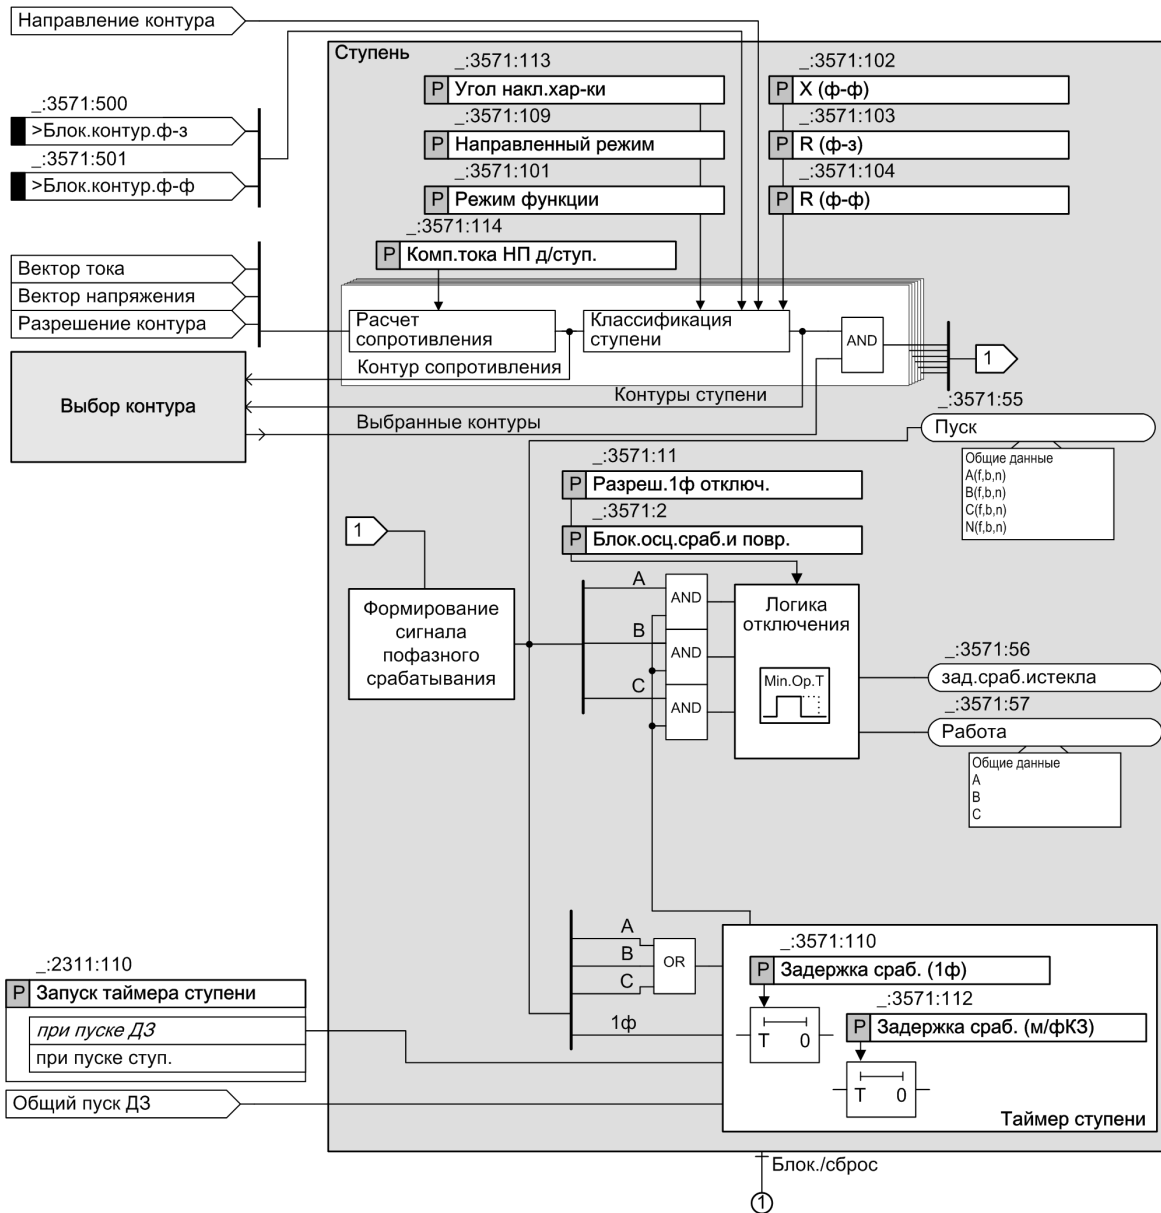 Направление контура
Ступень
_:3571:113
P Угол накл.хар-ки
_:3571:102
P X (ф-ф)
_:3571:500
>Блок.контур.ф-з
_:3571:109
P Направленный режим
_:3571:103
P R (ф-з)
_:3571:501
>Блок.контур.ф-ф
_:3571:101
P Режим функции
_:3571:104
P R (ф-ф)
_:3571:114
P Комп.тока НП д/ступ.
Вектор тока
Вектор напряжения
Разрешение контура
Расчет
сопротивления
Классификация
ступени
AND
1
Контур сопротивления
Контуры ступени
Выбор контура
Выбранные контуры
_:3571:55
Пуск
Общие данные
A(f,b,n)
B(f,b,n)
C(f,b,n)
N(f,b,n)
_:3571:11
P Разреш.1ф отключ.
_:3571:2
P Блок.осц.сраб.и повр.
1
Формирование
сигнала
пофазного
срабатывания
A
AND
B
AND
C
AND
Логика
отключения
Min.Op.T
_:3571:56
зад.сраб.истекла
_:3571:57
Работа
Общие данные
A
B
C
A
B
C
OR
1ф
_:3571:110
P Задержка сраб. (1ф)
T 0
_:3571:112
P Задержка сраб. (м/фКЗ)
T 0
Таймер ступени
_:2311:110
P Запуск таймера ступени
при пуске ДЗ
при пуске ступ.
Общий пуск ДЗ
Блок./сброс
1